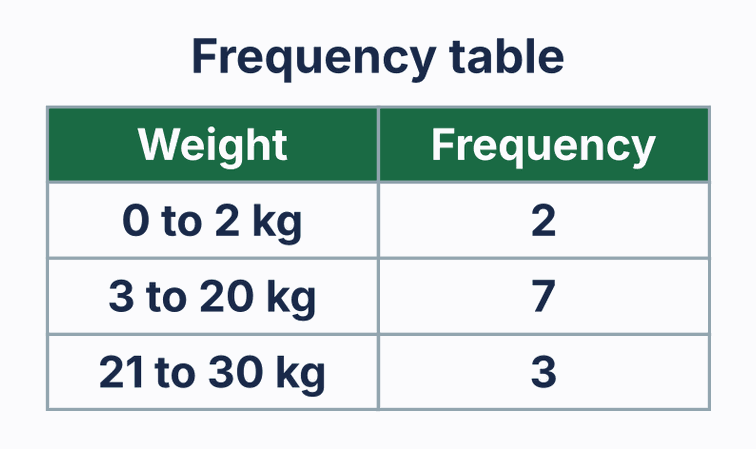 Frequency table
Weight Frequency
0 to 2 kg 2
3 to 20 kg 7
21 to 30 kg 3